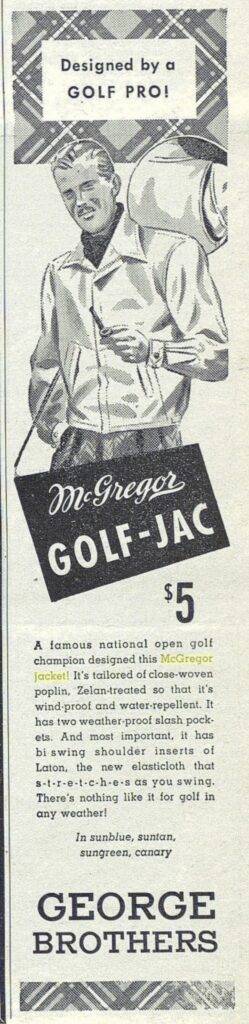 Designed by a
GOLF PRO!
McGregor
GOLF-JAC
$5
A famous national open golf
champion designed this McGregor
jacket! It's tailored of close-woven
poplin, Zelan-treated so that it's
wind-proof and water-repellent. It
has two weather-proof slash pock-
ets. And most important, it has
bi swing shoulder inserts of
Laton, the new elasticloth that
s-t-r-e-t-c-h-e-s as you swing.
There's nothing like it for golf in
any weather!
In sunblue, suntan,
sungreen, canary
GEORGE
BROTHERS